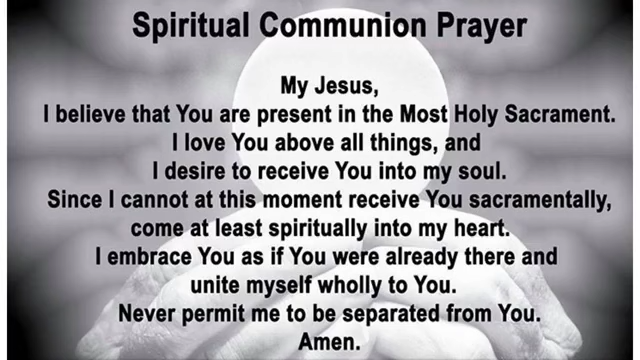 Spiritual Communion Prayer
My Jesus,
I believe that You are present in the Most Holy Sacrament.
I love You above all things, and
I desire to receive You into my soul.
Since I cannot at this moment receive You sacramentally,
come at least spiritually into my heart.
I embrace You as if You were already there and
unite myself wholly to You.
Never permit me to be separated from You.
Amen.